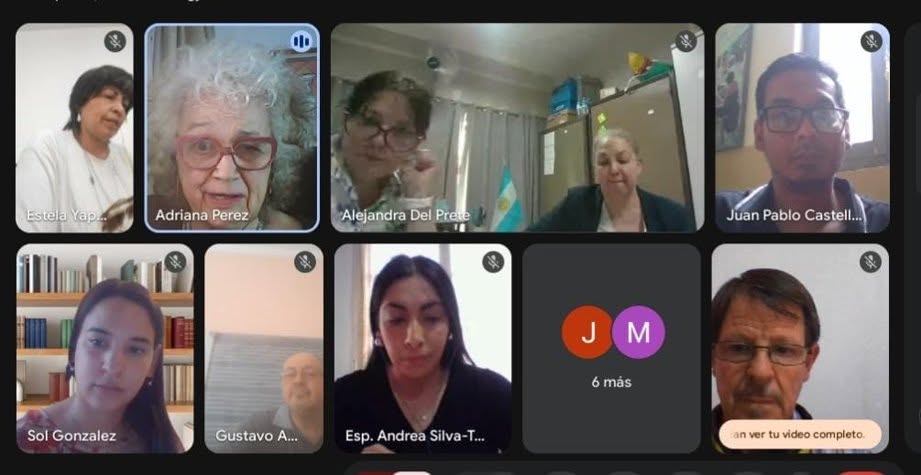 Estela Yap...
Adriana Perez
Alejandra Del Prete
Juan Pablo Castell...
Sol Gonzalez
Gustavo A...
Esp. Andrea Silva-T...
J
M
6 más
an ver tu video completo.